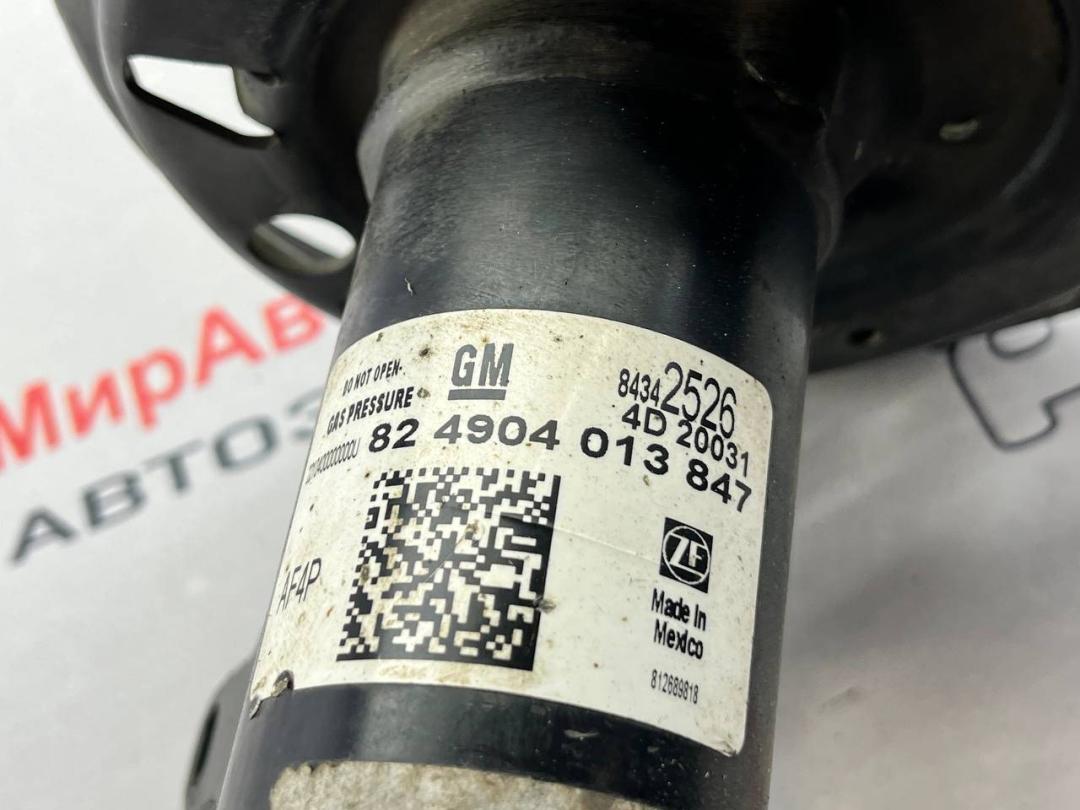 МирАв
АВТОЗ
DO NOT OPEN-
GAS PRESSURE
GM
84342526
4D 20031
82 4904 013 847
AF4P
ZF
Made in
Mexico
812689818